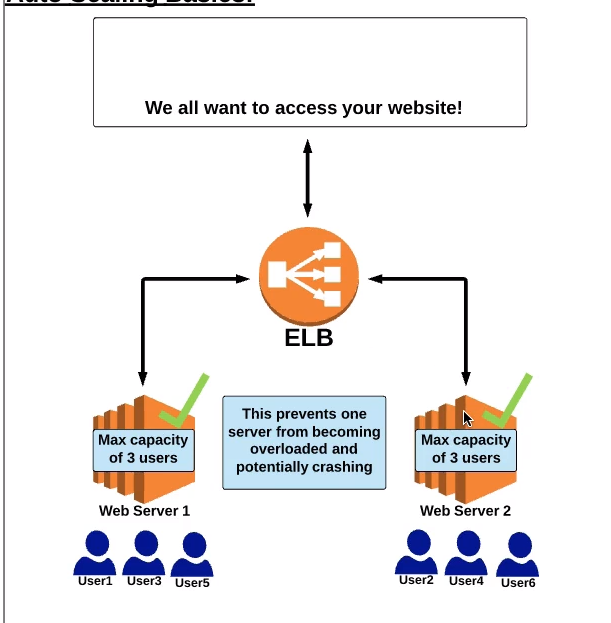 Auto Scaling Basics:
We all want to access your website!
ELB
This prevents one
server from becoming
overloaded and
potentially crashing
Max capacity
of 3 users
Max capacity
of 3 users
Web Server 1
Web Server 2
User1 User3 User5
User2 User4 User6